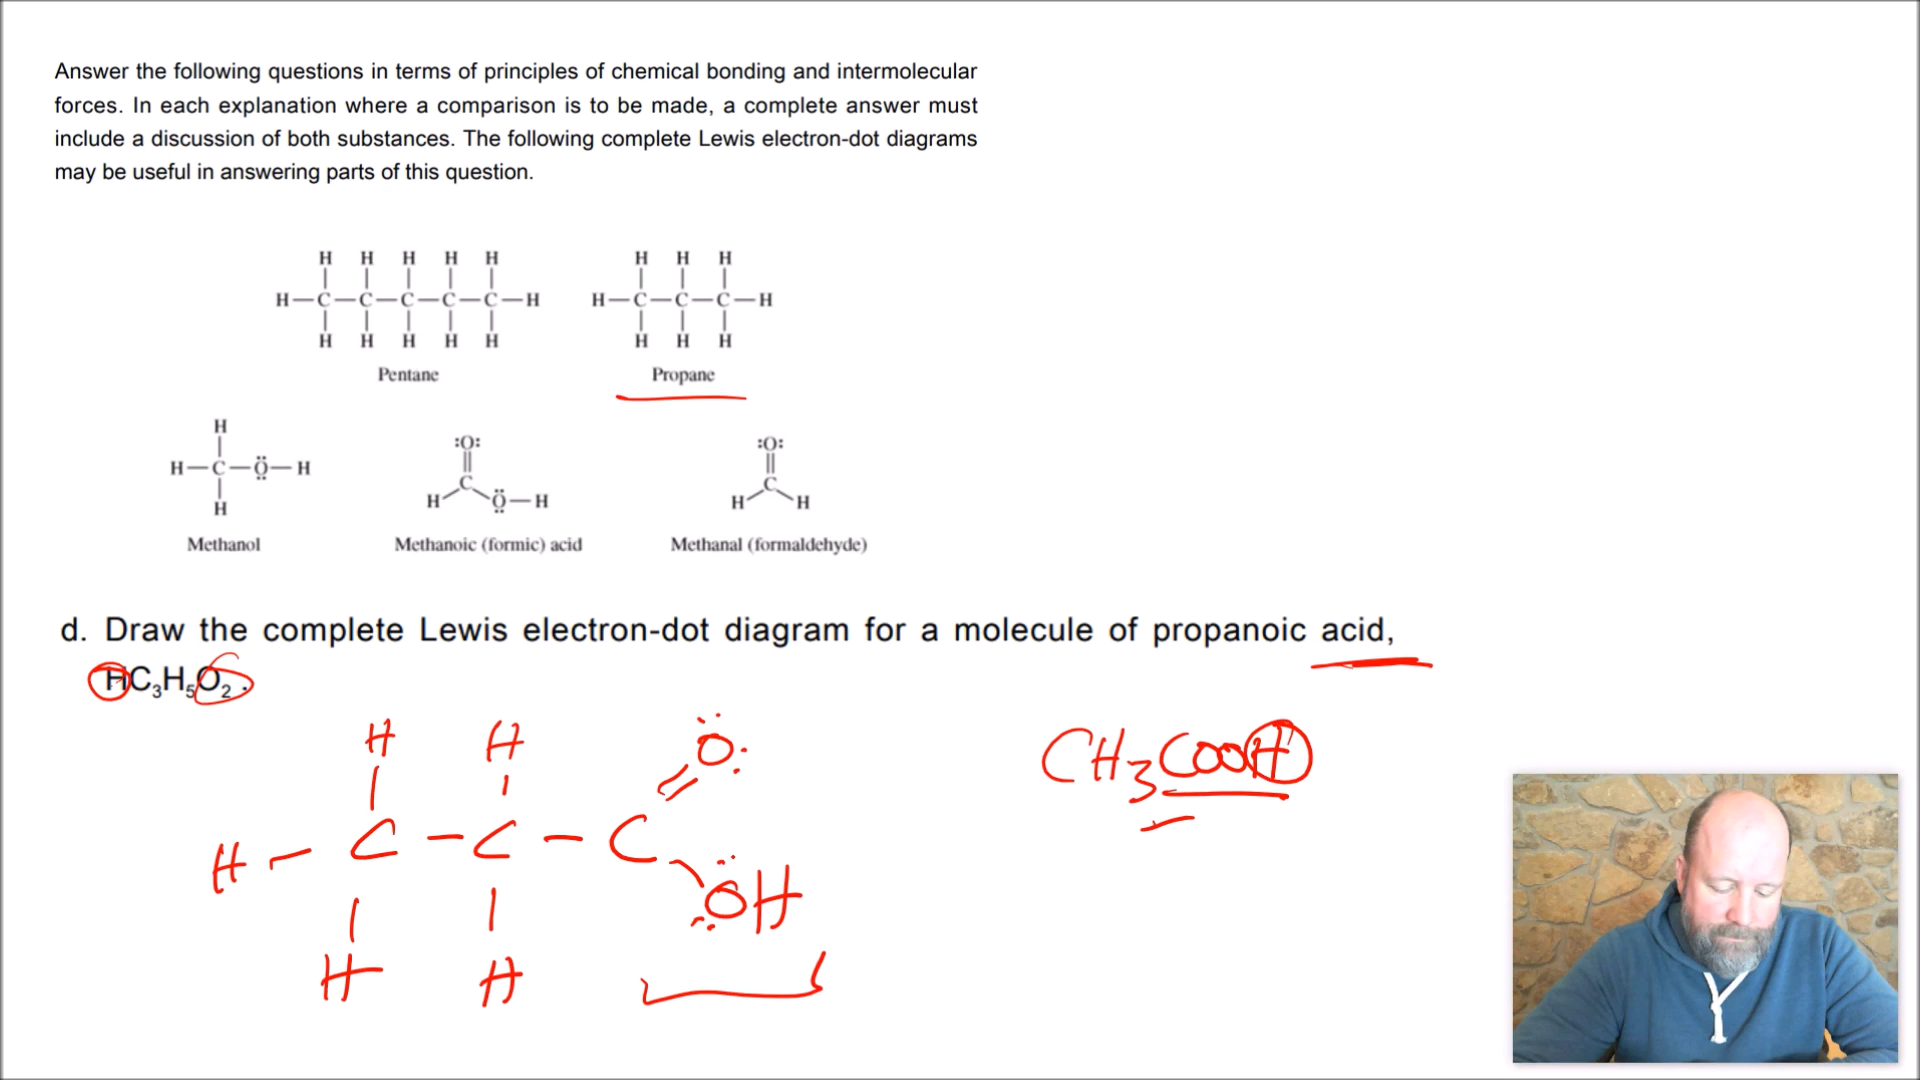 Answer the following questions in terms of principles of chemical bonding and intermolecular
forces. In each explanation where a comparison is to be made, a complete answer must
include a discussion of both substances. The following complete Lewis electron-dot diagrams
may be useful in answering parts of this question.
H H H H H
H—C—C—C—C—C—H
H H H H H
Pentane
H H H
H—C—C—C—H
H H H
Propane
H
H—C—Ö—H
H
Methanol
:O:
C
H Ö—H
Methanoic (formic) acid
:O:
C
H H
Methanal (formaldehyde)
d. Draw the complete Lewis electron-dot diagram for a molecule of propanoic acid,
HC₃H₅O₂.
H H O
H - C - C - C
OH
H H
CH₃COOH